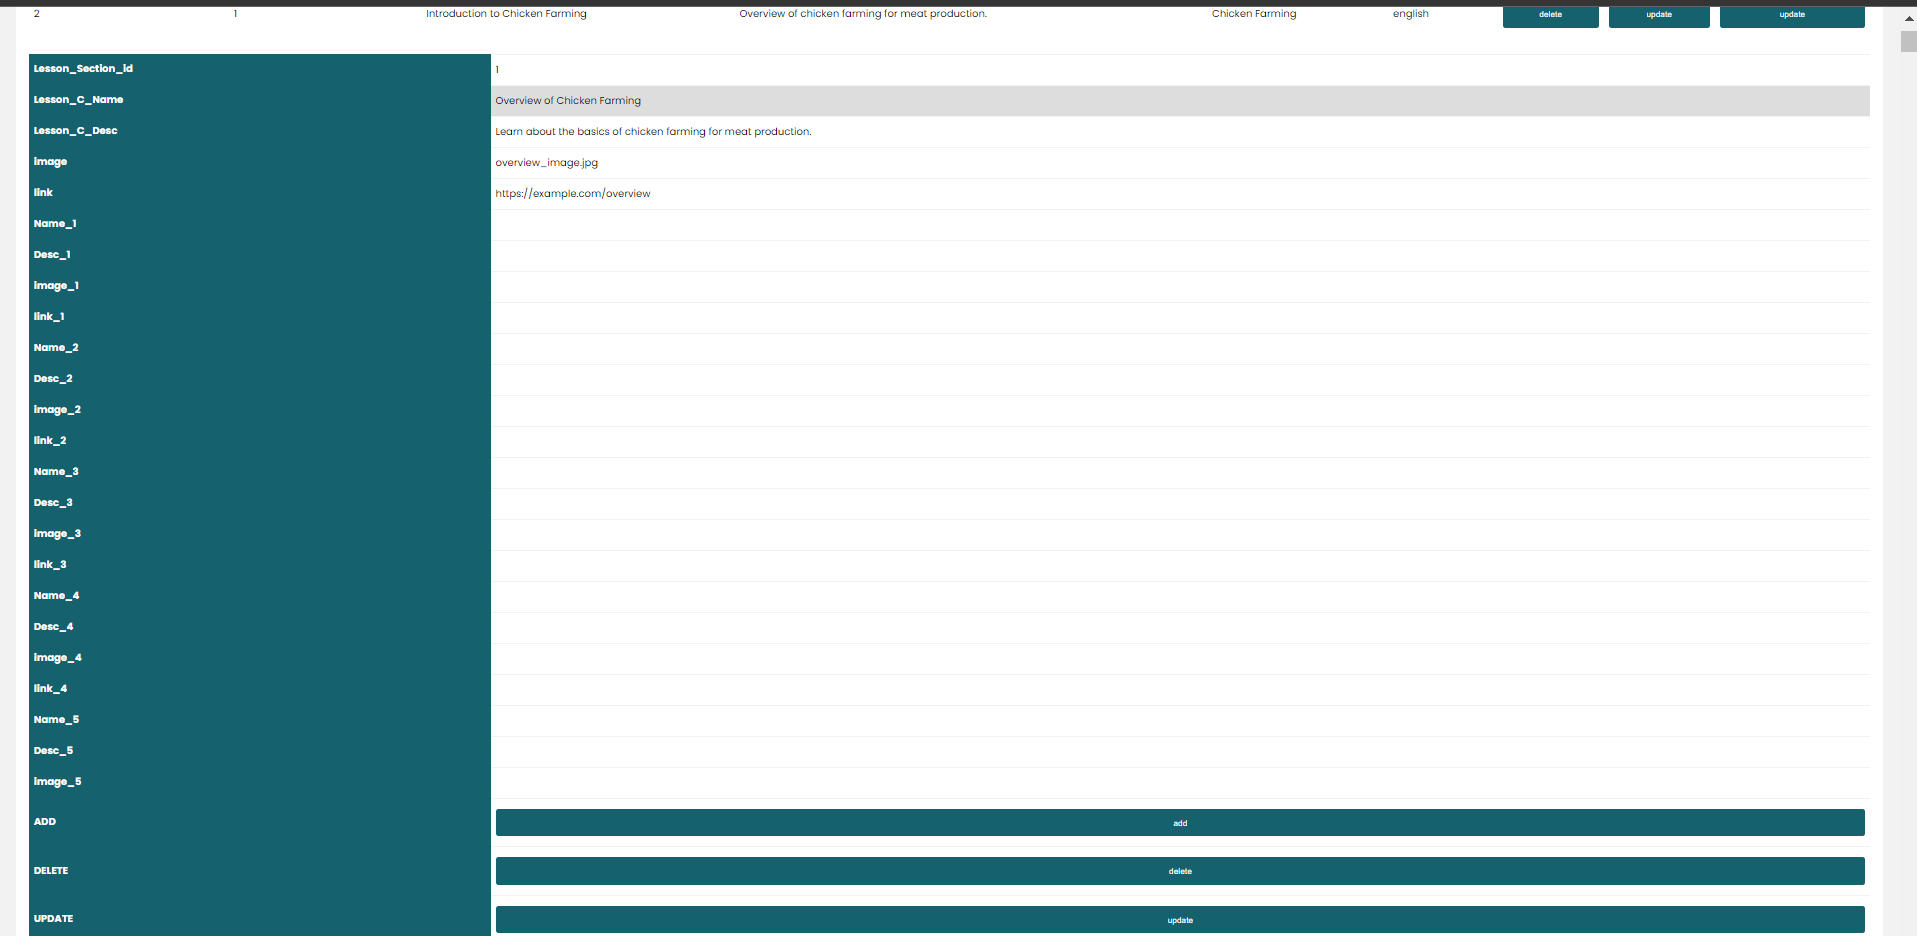 2 1 Introduction to Chicken Farming Overview of chicken farming for meat production. Chicken Farming english delete update update
Lesson_Section_id 1
Lesson_C_Name Overview of Chicken Farming
Lesson_C_Desc Learn about the basics of chicken farming for meat production.
image overview_image.jpg
link https://example.com/overview
Name_1
Desc_1
image_1
link_1
Name_2
Desc_2
image_2
link_2
Name_3
Desc_3
image_3
link_3
Name_4
Desc_4
image_4
link_4
Name_5
Desc_5
image_5
ADD add
DELETE delete
UPDATE update